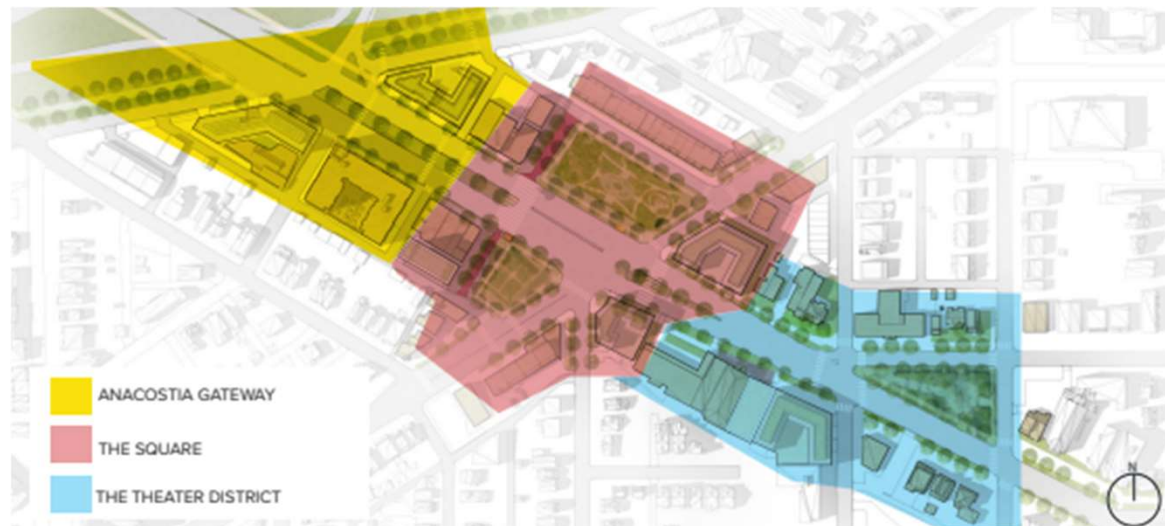 ANACOSTIA GATEWAY
THE SQUARE
THE THEATER DISTRICT
N